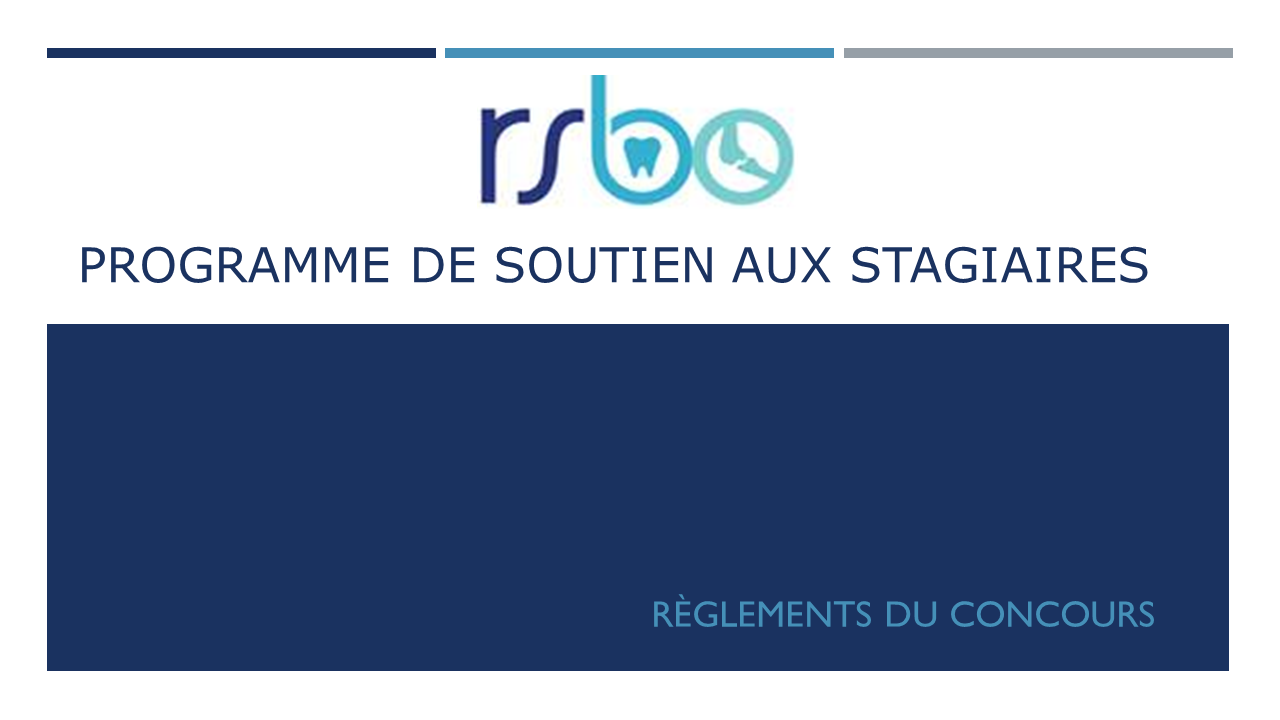 rsbo
PROGRAMME DE SOUTIEN AUX STAGIAIRES
RÈGLEMENTS DU CONCOURS